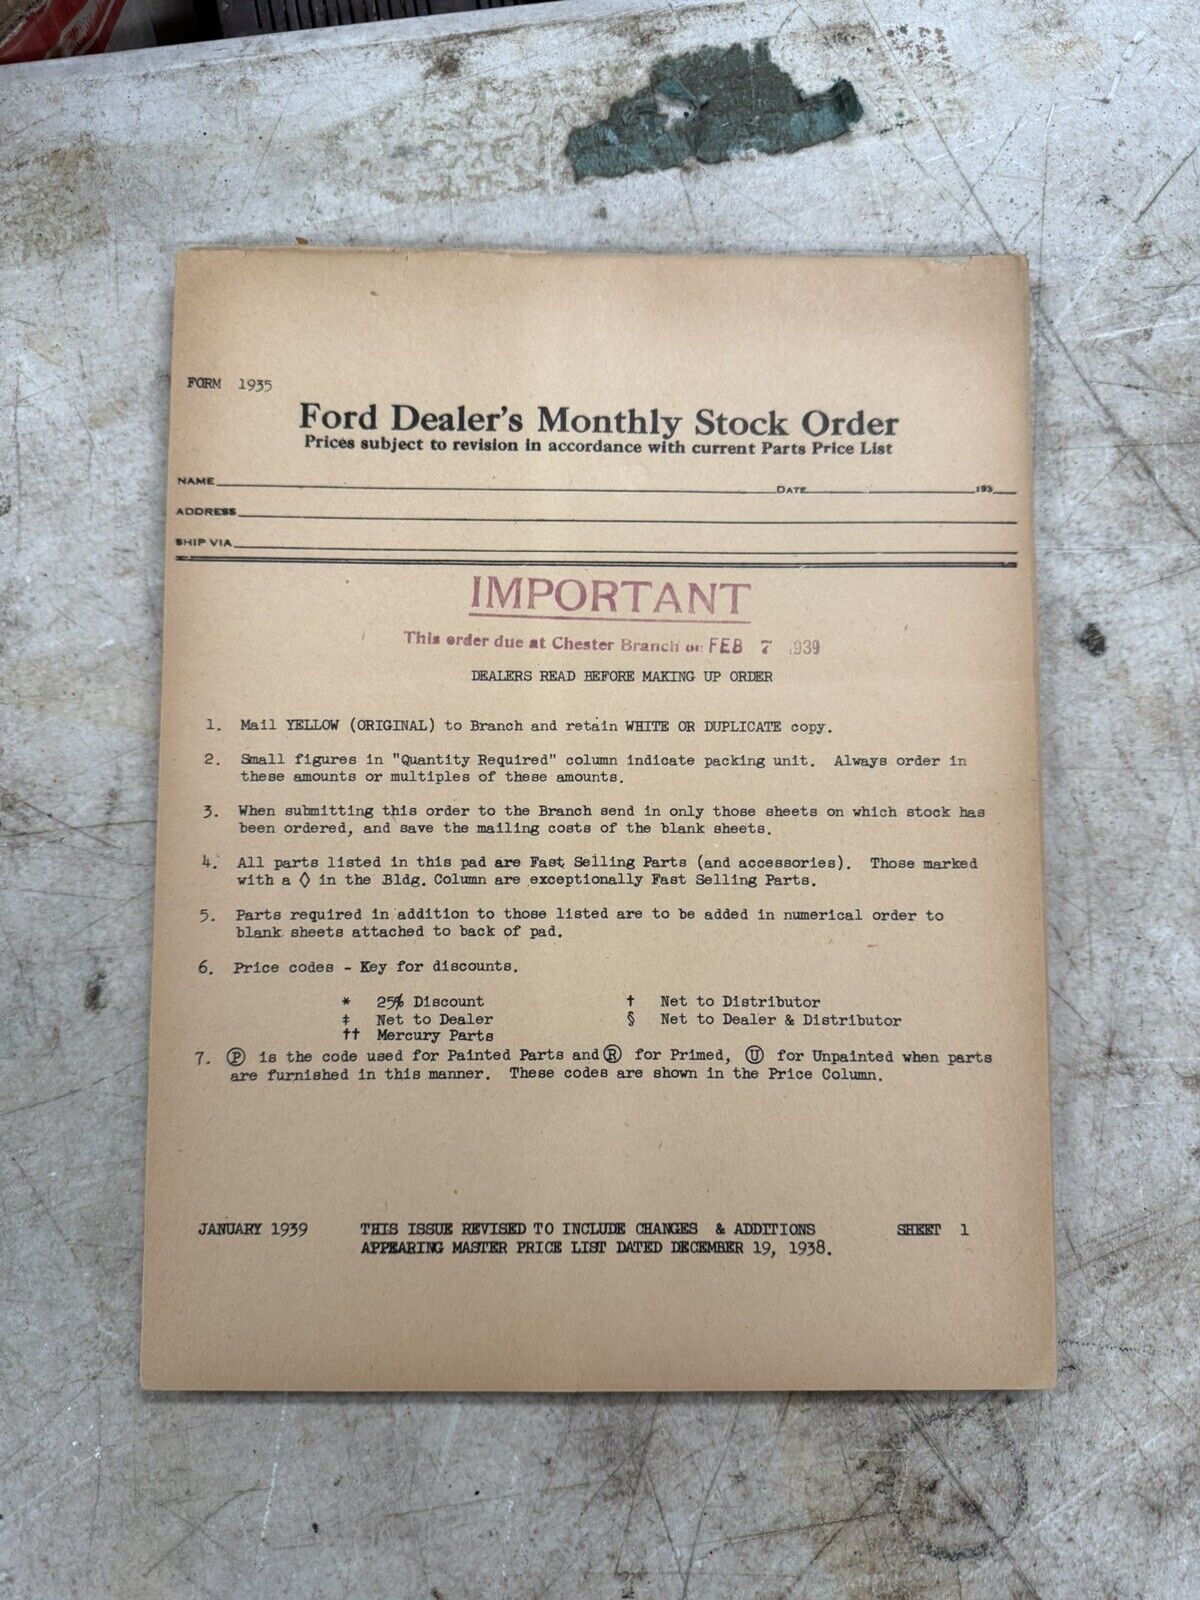 FORM 1935
Ford Dealer's Monthly Stock Order
Prices subject to revision in accordance with current Parts Price List
NAME DATE 193
ADDRESS
SHIP VIA
IMPORTANT
This order due at Chester Branch on FEB 7 1939
DEALERS READ BEFORE MAKING UP ORDER
1. Mail YELLOW (ORIGINAL) to Branch and retain WHITE OR DUPLICATE copy.
2. Small figures in "Quantity Required" column indicate packing unit. Always order in
these amounts or multiples of these amounts.
3. When submitting this order to the Branch send in only those sheets on which stock has
been ordered, and save the mailing costs of the blank sheets.
4. All parts listed in this pad are Fast Selling Parts (and accessories). Those marked
with a ◊ in the Bldg. Column are exceptionally Fast Selling Parts.
5. Parts required in addition to those listed are to be added in numerical order to
blank sheets attached to back of pad.
6. Price codes - Key for discounts.
* 25% Discount † Net to Distributor
‡ Net to Dealer § Net to Dealer & Distributor
†† Mercury Parts
7. Ⓟ is the code used for Painted Parts and Ⓡ for Primed, Ⓤ for Unpainted when parts
are furnished in this manner. These codes are shown in the Price Column.
JANUARY 1939 THIS ISSUE REVISED TO INCLUDE CHANGES & ADDITIONS SHEET 1
APPEARING MASTER PRICE LIST DATED DECEMBER 19, 1938.